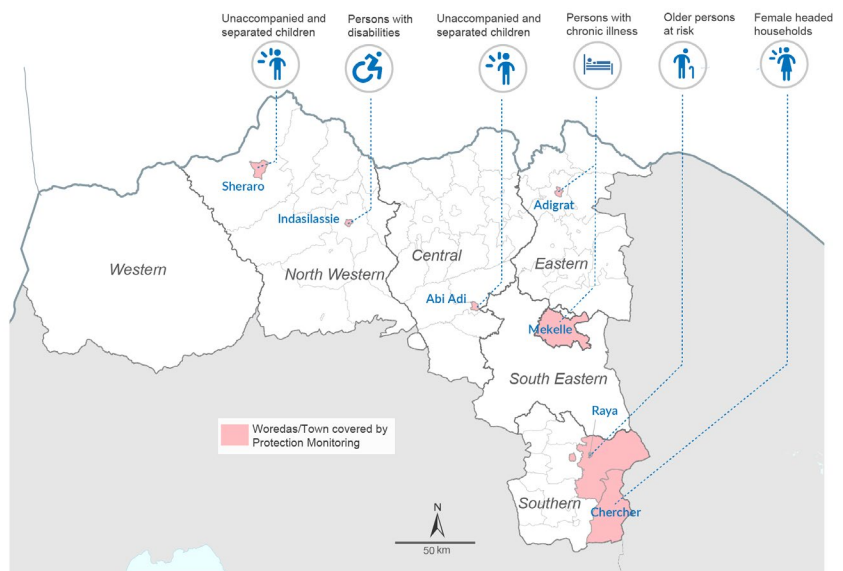 Unaccompanied and
separated children
Persons with
disabilities
Unaccompanied and
separated children
Persons with
chronic illness
Older persons
at risk
Female headed
households
Sheraro
Indasilassie
Adigrat
Western
North Western
Central
Eastern
Abi Adi
Mekelle
South Eastern
Raya
Woredas/Town covered by
Protection Monitoring
Southern
Chercher
N
50 km